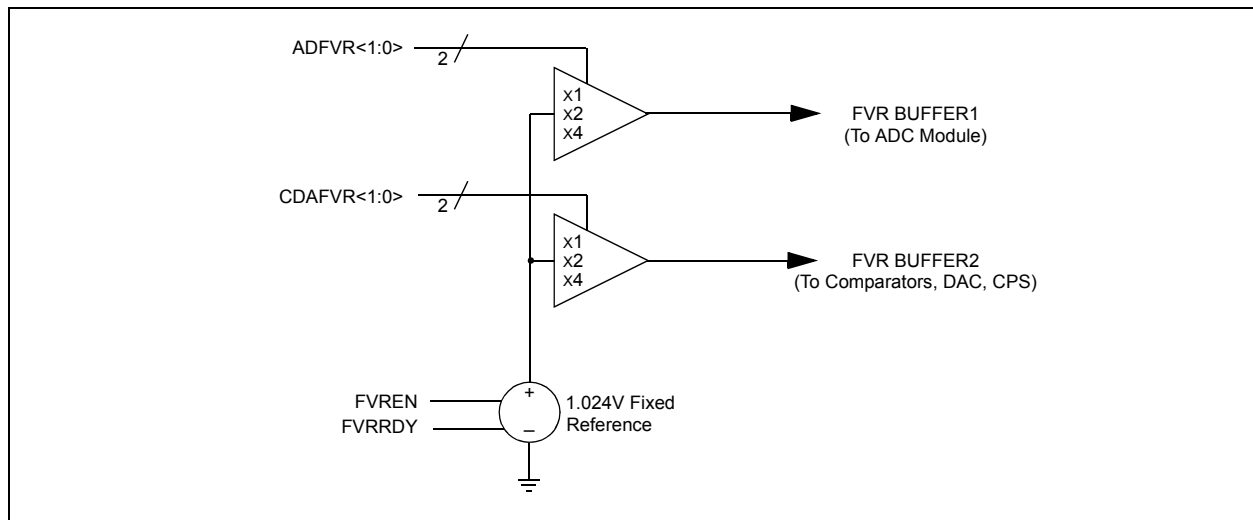 ADFVR<1:0>
2
X1
X2
X4
FVR BUFFER1
(To ADC Module)
CDAFVR<1:0>
2
X1
X2
X4
FVR BUFFER2
(To Comparators, DAC, CPS)
FVREN
FVRRDY
+
–
1.024V Fixed
Reference